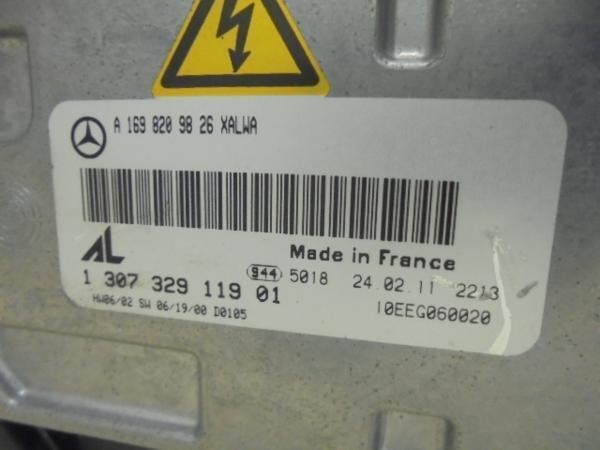 A 169 820 98 26 XALWA
AL
Made in France
1 307 329 119 01
944 5018 24.02.11 2213
HW06/02 SW 06/19/00 D0105
10EEG060020